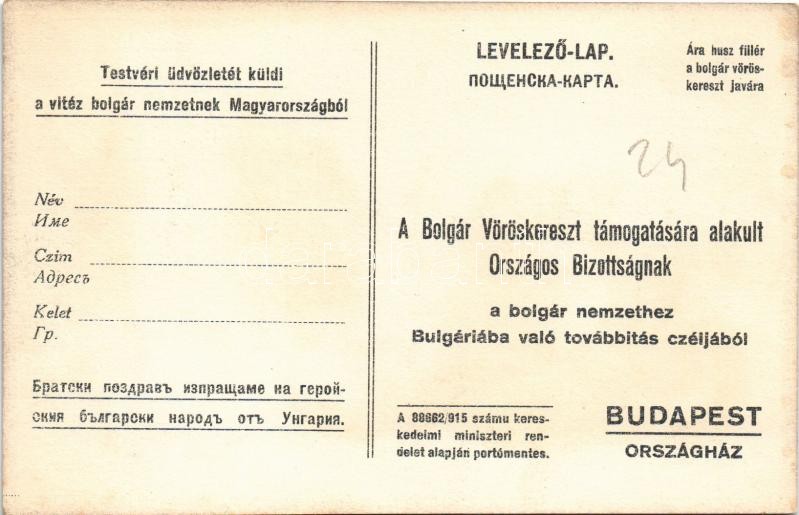 Testvéri üdvözletét küldi
a vitéz bolgár nemzetnek Magyarországból
Név
Име
Czim
Адресъ
Kelet
Гр.
Братски поздравъ изпращаме на герой-
ския български народъ отъ Унгария.
LEVELEZŐ-LAP.
ПОЩЕНСКА-КАРТА.
Ára husz fillér
a bolgár vörös-
kereszt javára
24
A Bolgár Vöröskereszt támogatására alakult
Országos Bizottságnak
a bolgár nemzethez
Bulgáriába való továbbitás czéljából
A 88662/915 számu keres-
kedelmi miniszteri ren-
delet alapján portómentes.
BUDAPEST
ORSZÁGHÁZ